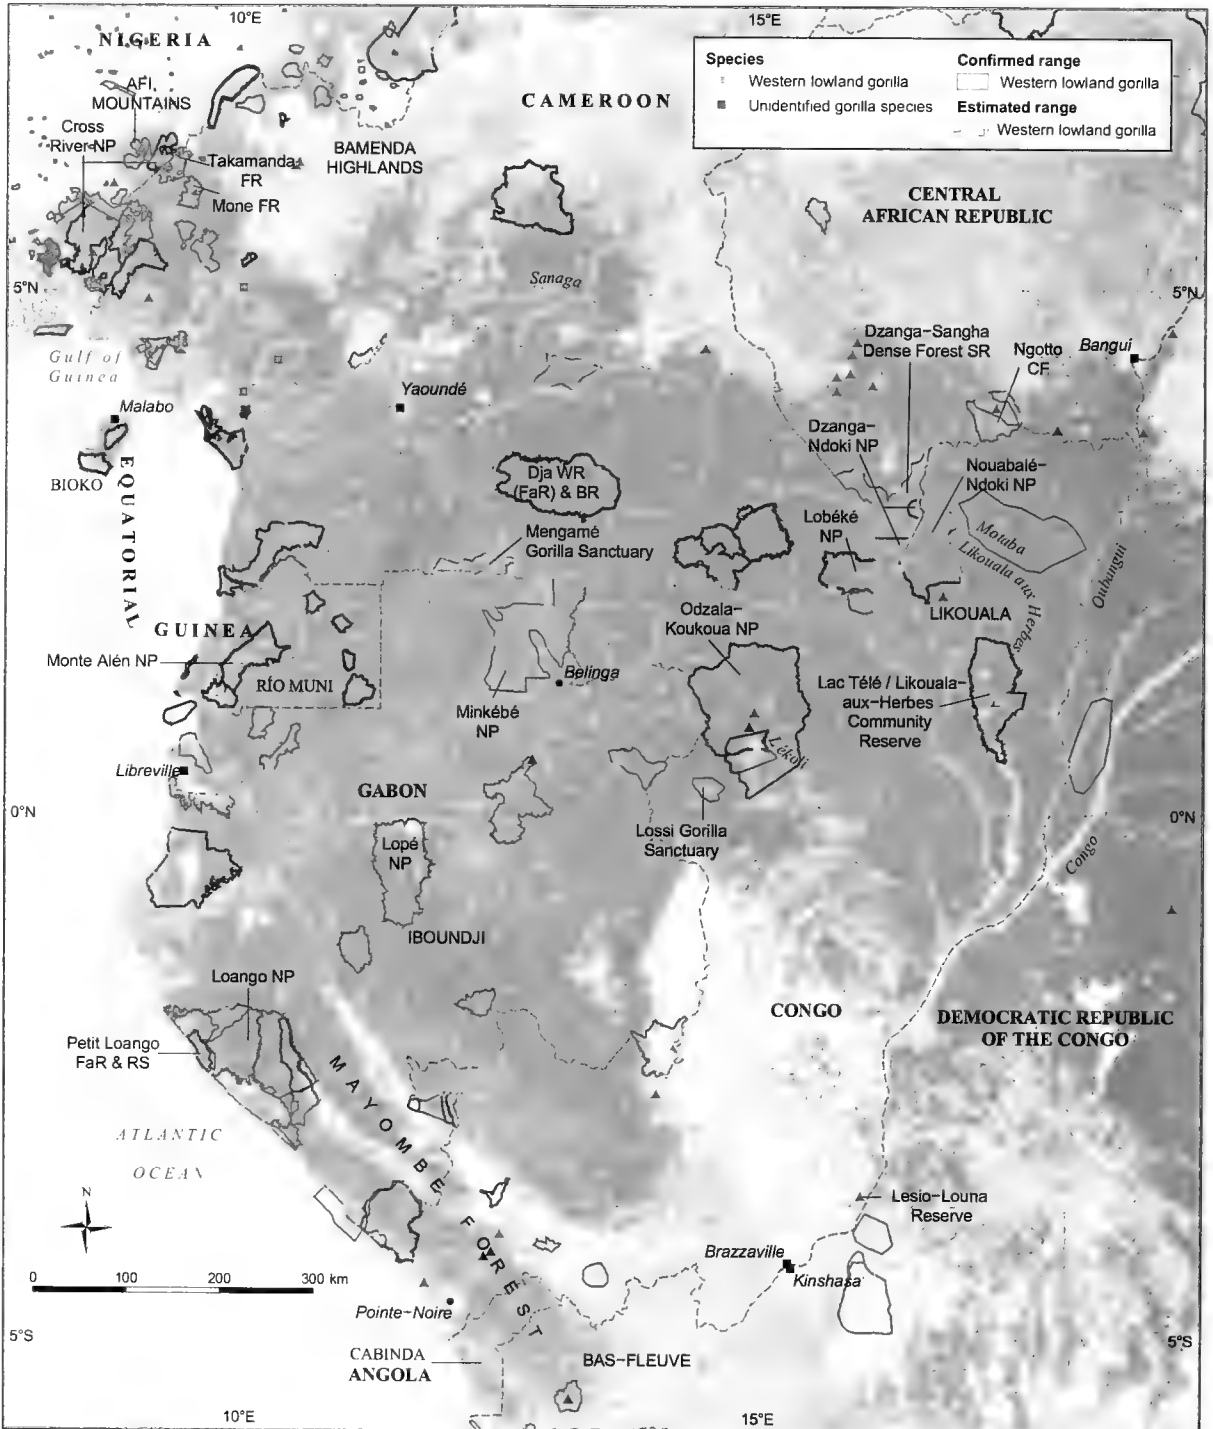 10°E
15°E
NIGERIA
AFI
MOUNTAINS
Cross
River NP
Takamanda
FR
Mone FR
BAMENDA
HIGHLANDS
CAMEROON
Species
Western lowland gorilla
Unidentified gorilla species
Confirmed range
Western lowland gorilla
Estimated range
Western lowland gorilla
CENTRAL
AFRICAN REPUBLIC
5°N
Sanaga
5°N
Gulf of
Guinea
Dzanga–Sangha
Dense Forest SR
Ngotto
CF
Bangui
Malabo
Yaoundé
Dzanga–
Ndoki NP
Nouabalé–
Ndoki NP
BIOKO
EQUATORIAL
GUINEA
Dja WR
(FaR) & BR
Mengamé
Gorilla Sanctuary
Lobéké
NP
Motaba
Likouala aux Herbes
Oubangui
LIKOUALA
Odzala–
Koukoua NP
Monte Alén NP
RÍO MUNI
Belinga
Minkébé
NP
Lac Télé / Likouala–
aux–Herbes
Community
Reserve
Lékoli
Libreville
GABON
0°N
0°N
Lossi Gorilla
Sanctuary
Congo
Lopé
NP
IBOUNDJI
Loango NP
CONGO
DEMOCRATIC REPUBLIC
OF THE CONGO
Petit Loango
FaR & RS
MAYOMBE FOREST
ATLANTIC
OCEAN
N
Lesio–Louna
Reserve
Brazzaville
Kinshasa
0 100 200 300 km
Pointe–Noire
5°S
5°S
CABINDA
ANGOLA
BAS–FLEUVE
10°E
15°E